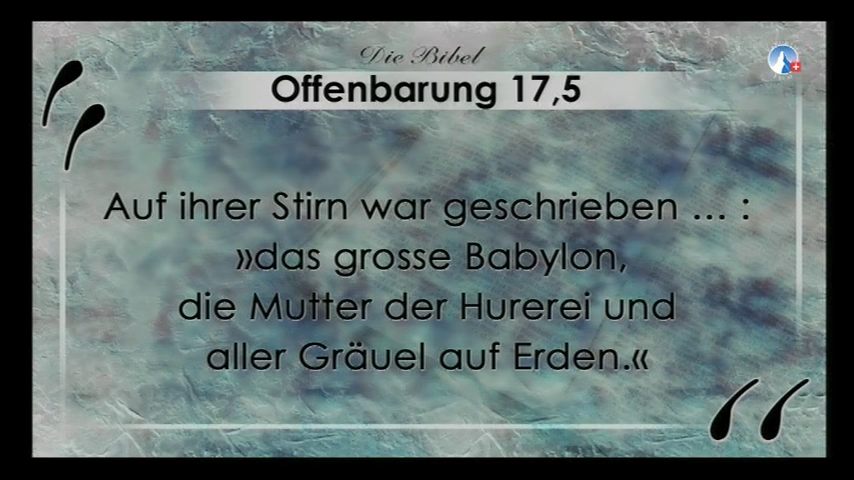 Die Bibel
Offenbarung 17,5
Auf ihrer Stirn war geschrieben ... :
»das grosse Babylon,
die Mutter der Hurerei und
aller Gräuel auf Erden.«